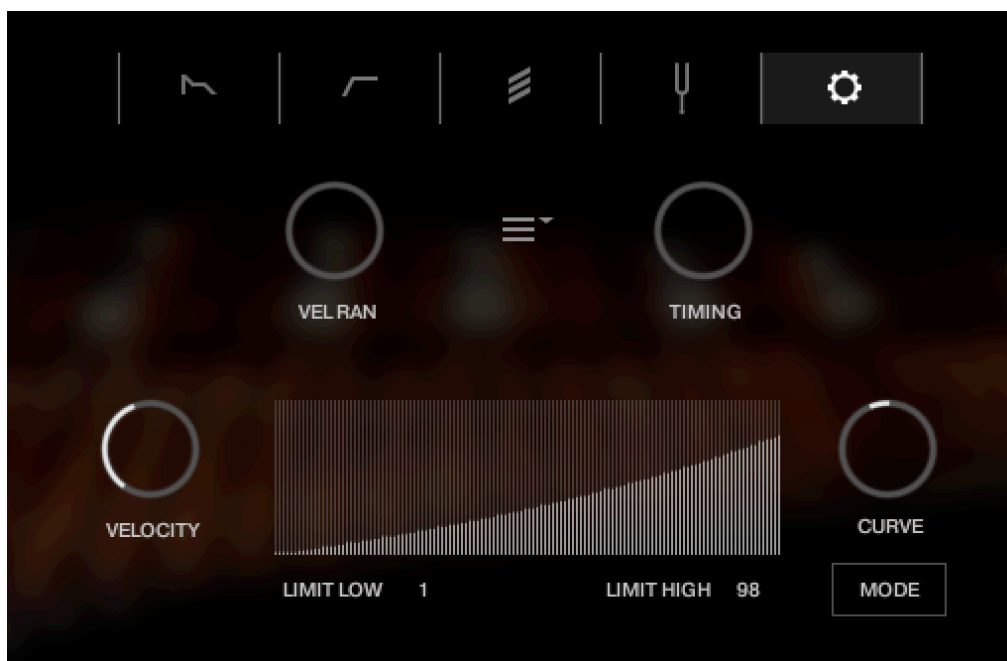 VEL RAN
TIMING
VELOCITY
CURVE
LIMIT LOW 1
LIMIT HIGH 98
MODE